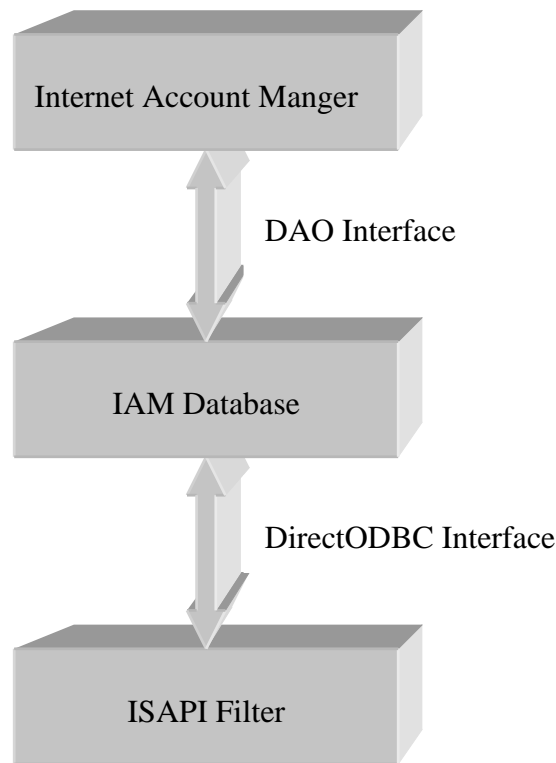 Internet Account Manger
DAO Interface
IAM Database
DirectODBC Interface
ISAPI Filter